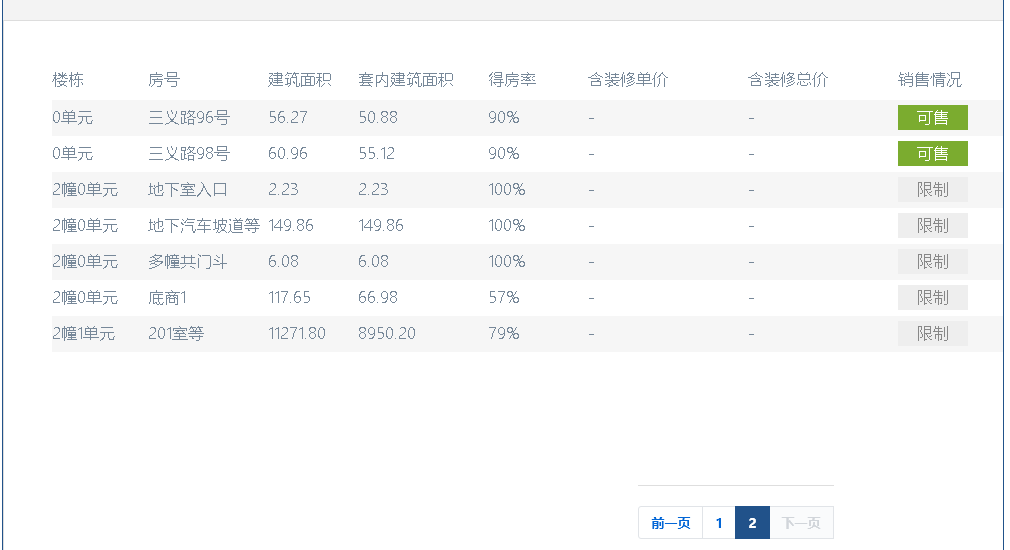 楼栋 房号 建筑面积 套内建筑面积 得房率 含装修单价 含装修总价 销售情况
0单元 三义路96号 56.27 50.88 90% - - 可售
0单元 三义路98号 60.96 55.12 90% - - 可售
2幢0单元 地下室入口 2.23 2.23 100% - - 限制
2幢0单元 地下汽车坡道等 149.86 149.86 100% - - 限制
2幢0单元 多幢共门斗 6.08 6.08 100% - - 限制
2幢0单元 底商1 117.65 66.98 57% - - 限制
2幢1单元 201室等 11271.80 8950.20 79% - - 限制
前一页 1 2 下一页